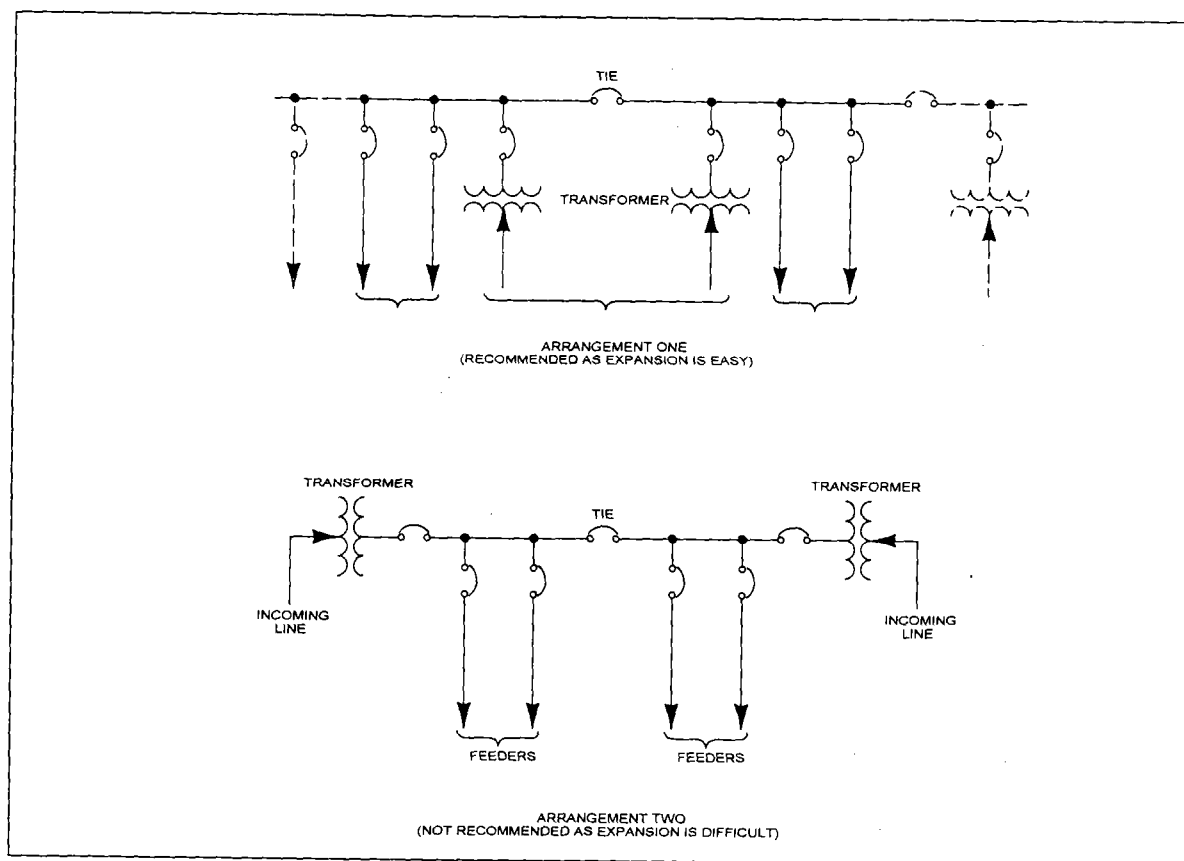 TIE
TRANSFORMER
ARRANGEMENT ONE
(RECOMMENDED AS EXPANSION IS EASY)
TRANSFORMER
TRANSFORMER
TIE
INCOMING
LINE
INCOMING
LINE
FEEDERS
FEEDERS
ARRANGEMENT TWO
(NOT RECOMMENDED AS EXPANSION IS DIFFICULT)